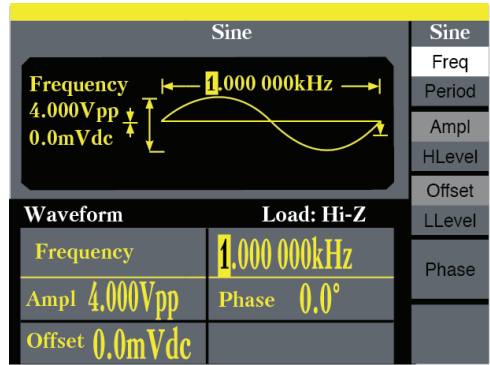 Sine
Sine
Frequency
1.000 000kHz
4.000Vpp
0.0mVdc
Freq
Period
Ampl
HLevel
Offset
LLevel
Phase
Waveform
Load: Hi-Z
Frequency
1.000 000kHz
Ampl 4.000Vpp
Phase 0.0°
Offset 0.0mVdc